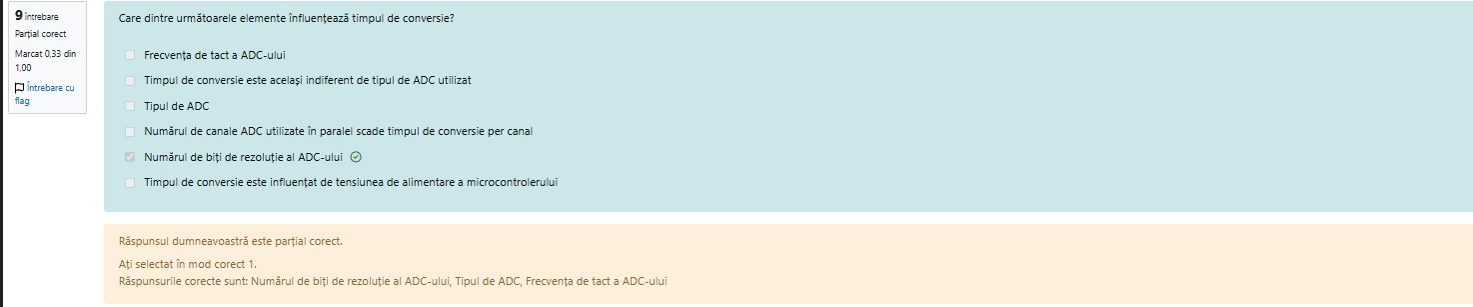 9 întrebare
Parțial corect
Marcat 0,33 din
1,00
Întrebare cu
flag
Care dintre următoarele elemente înfluențează timpul de conversie?
Frecvența de tact a ADC-ului
Timpul de conversie este același indiferent de tipul de ADC utilizat
Tipul de ADC
Numărul de canale ADC utilizate în paralel scade timpul de conversie per canal
Numărul de biți de rezoluție al ADC-ului
Timpul de conversie este influențat de tensiunea de alimentare a microcontrolerului
Răspunsul dumneavoastră este parțial corect.
Ați selectat în mod corect 1.
Răspunsurile corecte sunt: Numărul de biți de rezoluție al ADC-ului, Tipul de ADC, Frecvența de tact a ADC-ului